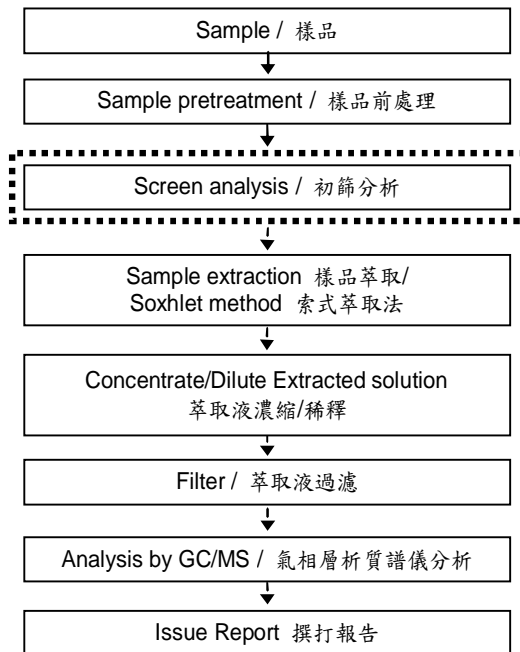 Sample / 樣品
Sample pretreatment / 樣品前處理
Screen analysis / 初篩分析
Sample extraction 樣品萃取/
Soxhlet method 索式萃取法
Concentrate/Dilute Extracted solution
萃取液濃縮/稀釋
Filter / 萃取液過濾
Analysis by GC/MS / 氣相層析質譜儀分析
Issue Report 撰打報告